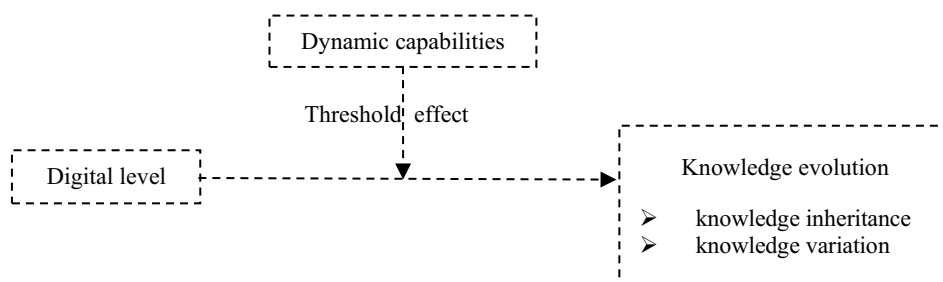 Dynamic capabilities
Threshold effect
Digital level
Knowledge evolution
➢ knowledge inheritance
➢ knowledge variation